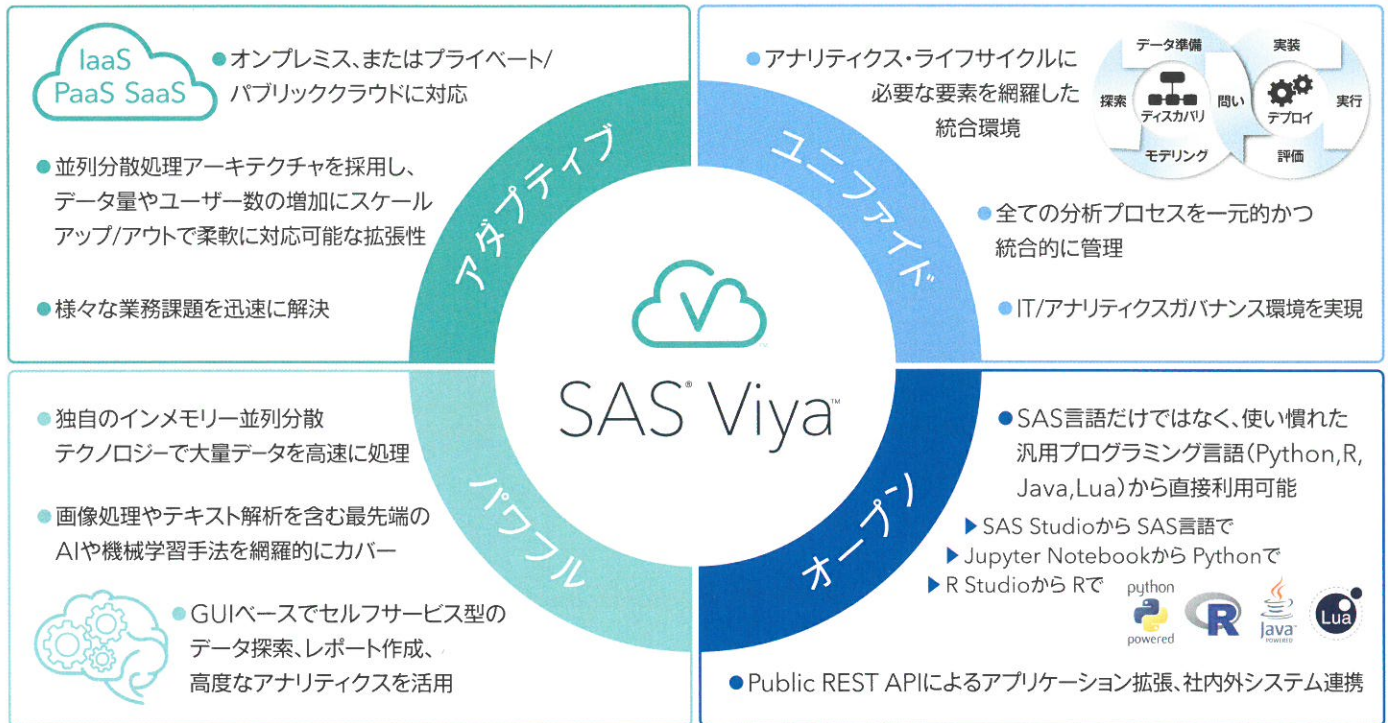 IaaS
PaaS SaaS
●オンプレミス、またはプライベート/
パブリッククラウドに対応
●並列分散処理アーキテクチャを採用し、
データ量やユーザー数の増加にスケール
アップ/アウトで柔軟に対応可能な拡張性
●様々な業務課題を迅速に解決
アダプティブ
●アナリティクス・ライフサイクルに
必要な要素を網羅した
統合環境
データ準備
実装
探索
ディスカバリ
問い
デプロイ
実行
モデリング
評価
●全ての分析プロセスを一元的かつ
統合的に管理
●IT/アナリティクスガバナンス環境を実現
ユニファイド
SAS® Viya™
●独自のインメモリー並列分散
テクノロジーで大量データを高速に処理
●画像処理やテキスト解析を含む最先端の
AIや機械学習手法を網羅的にカバー
●GUIベースでセルフサービス型の
データ探索、レポート作成、
高度なアナリティクスを活用
パワフル
●SAS言語だけではなく、使い慣れた
汎用プログラミング言語(Python,R,
Java,Lua)から直接利用可能
▶SAS Studioから SAS言語で
▶Jupyter Notebookから Pythonで
▶R Studioから Rで
python
powered
R
Java™
POWERED
Lua
●Public REST APIによるアプリケーション拡張、社内外システム連携
オープン